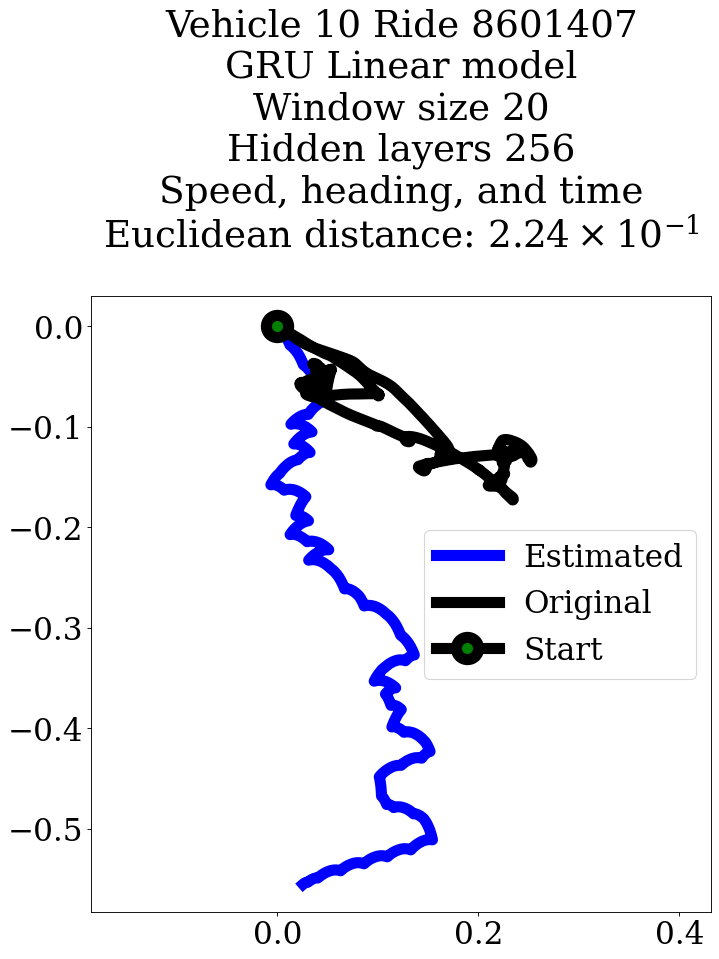 Vehicle 10 Ride 8601407
GRU Linear model
Window size 20
Hidden layers 256
Speed, heading, and time
Euclidean distance: 2.24 × 10⁻¹
0.0
−0.1
−0.2
−0.3
−0.4
−0.5
Estimated
Original
Start
0.0 0.2 0.4